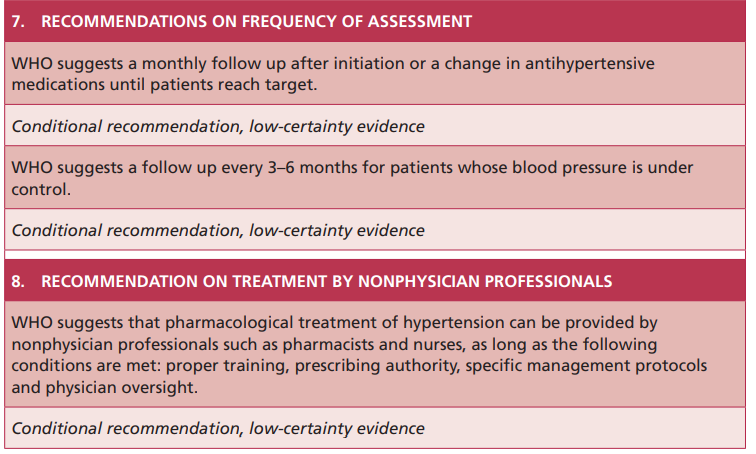 7. RECOMMENDATIONS ON FREQUENCY OF ASSESSMENT
WHO suggests a monthly follow up after initiation or a change in antihypertensive
medications until patients reach target.
Conditional recommendation, low-certainty evidence
WHO suggests a follow up every 3–6 months for patients whose blood pressure is under
control.
Conditional recommendation, low-certainty evidence
8. RECOMMENDATION ON TREATMENT BY NONPHYSICIAN PROFESSIONALS
WHO suggests that pharmacological treatment of hypertension can be provided by
nonphysician professionals such as pharmacists and nurses, as long as the following
conditions are met: proper training, prescribing authority, specific management protocols
and physician oversight.
Conditional recommendation, low-certainty evidence